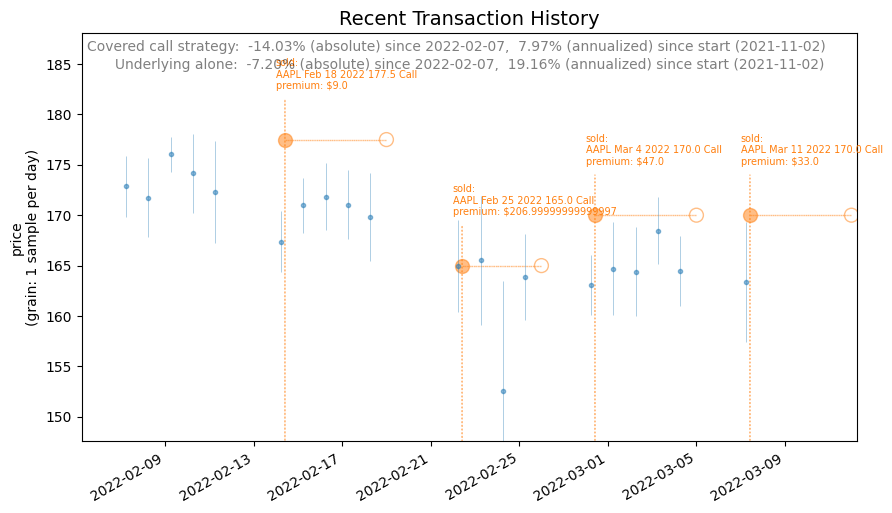 Recent Transaction History
Covered call strategy:  -14.03% (absolute) since 2022-02-07,  7.97% (annualized) since start (2021-11-02)
Underlying alone:  -7.20% (absolute) since 2022-02-07,  19.16% (annualized) since start (2021-11-02)
sold:
AAPL Feb 18 2022 177.5 Call
premium: $9.0
sold:
AAPL Feb 25 2022 165.0 Call
premium: $206.99999999999997
sold:
AAPL Mar 4 2022 170.0 Call
premium: $47.0
sold:
AAPL Mar 11 2022 170.0 Call
premium: $33.0
price
(grain: 1 sample per day)
185
180
175
170
165
160
155
150
2022-02-09
2022-02-13
2022-02-17
2022-02-21
2022-02-25
2022-03-01
2022-03-05
2022-03-09